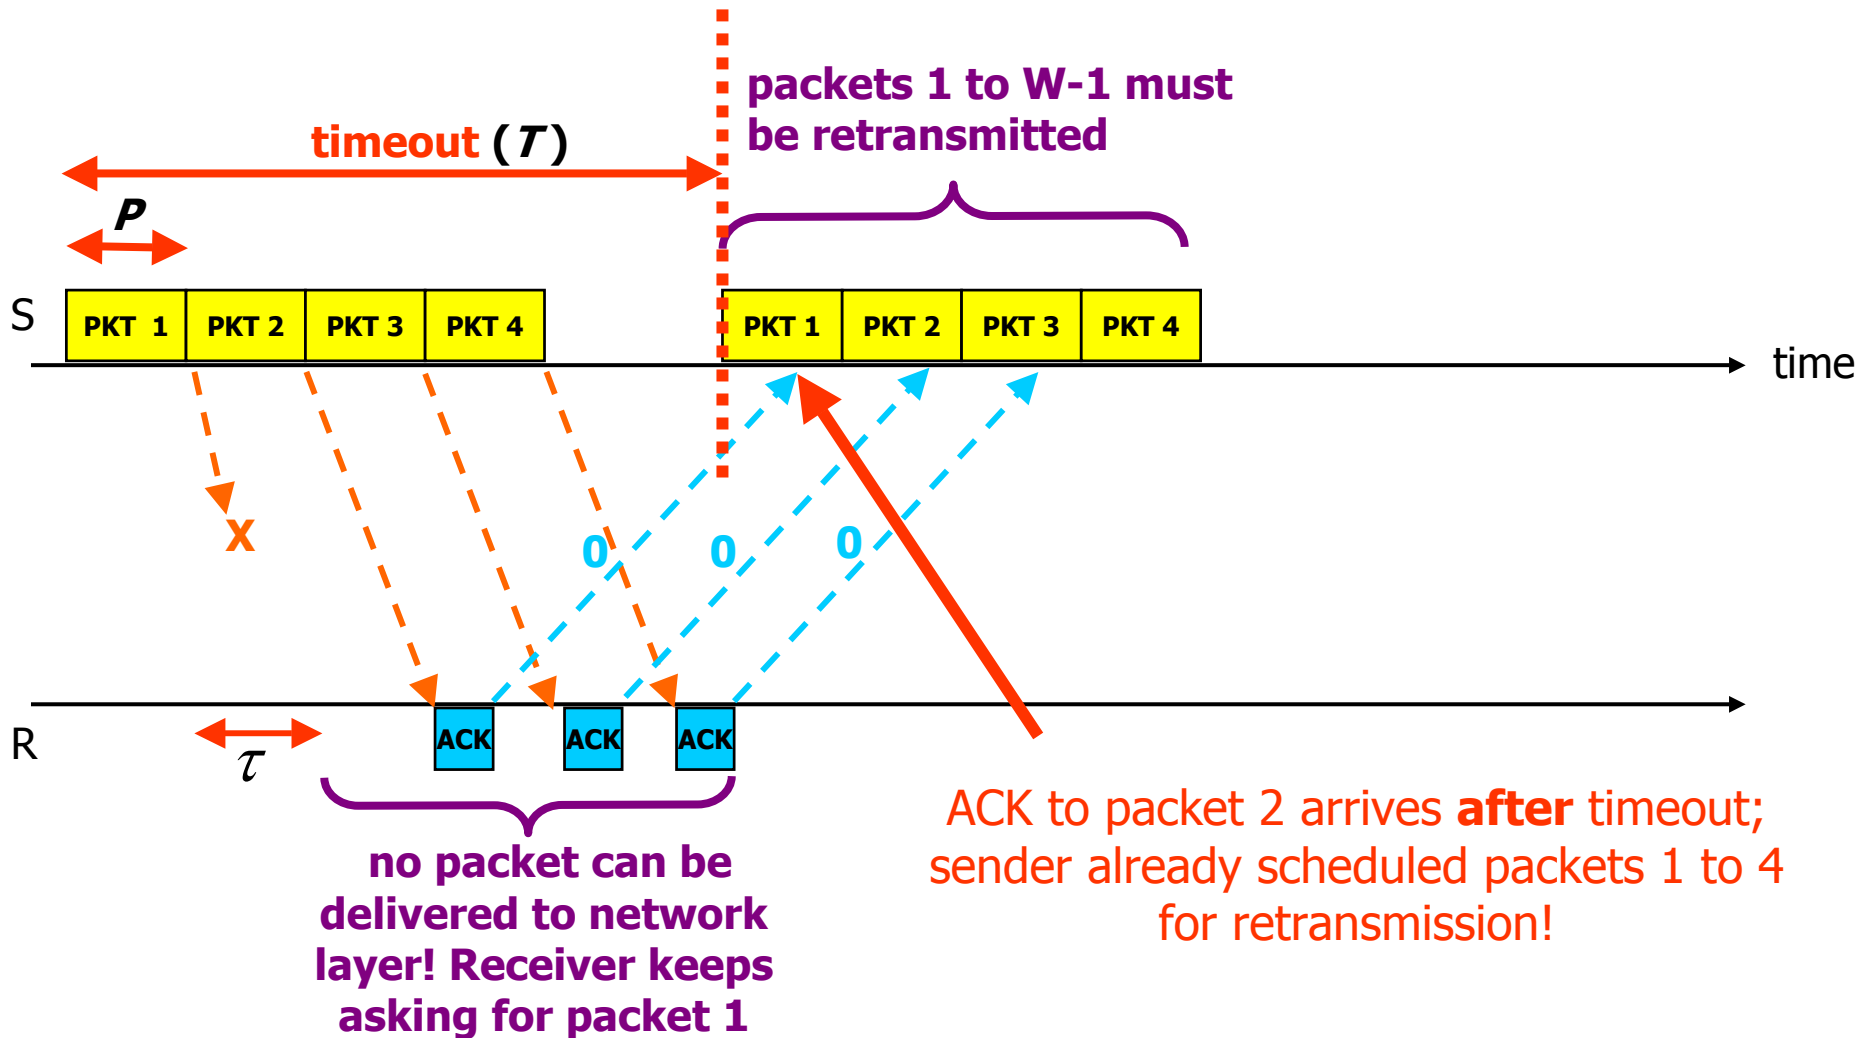 packets 1 to W-1 must
be retransmitted
timeout (T)
P
S
PKT 1
PKT 2
PKT 3
PKT 4
PKT 1
PKT 2
PKT 3
PKT 4
time
X
0
0
0
R
τ
ACK
ACK
ACK
no packet can be
delivered to network
layer! Receiver keeps
asking for packet 1
ACK to packet 2 arrives after timeout;
sender already scheduled packets 1 to 4
for retransmission!